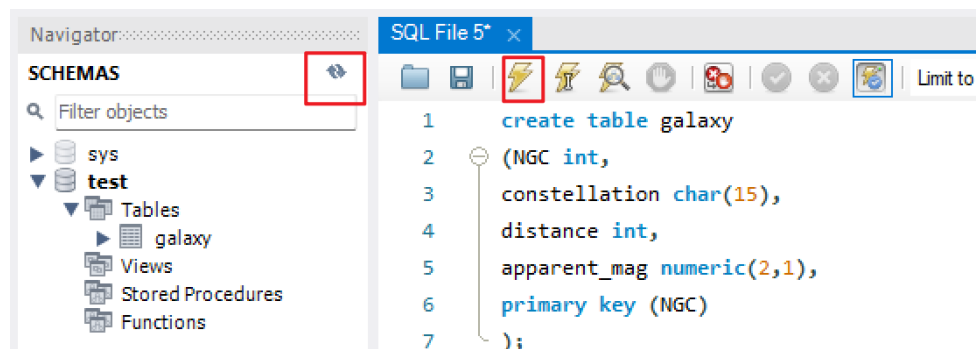 Navigator
SCHEMAS
Filter objects
sys
test
Tables
galaxy
Views
Stored Procedures
Functions
SQL File 5*
Limit to
1 create table galaxy
2 (NGC int,
3 constellation char(15),
4 distance int,
5 apparent_mag numeric(2,1),
6 primary key (NGC)
7 );